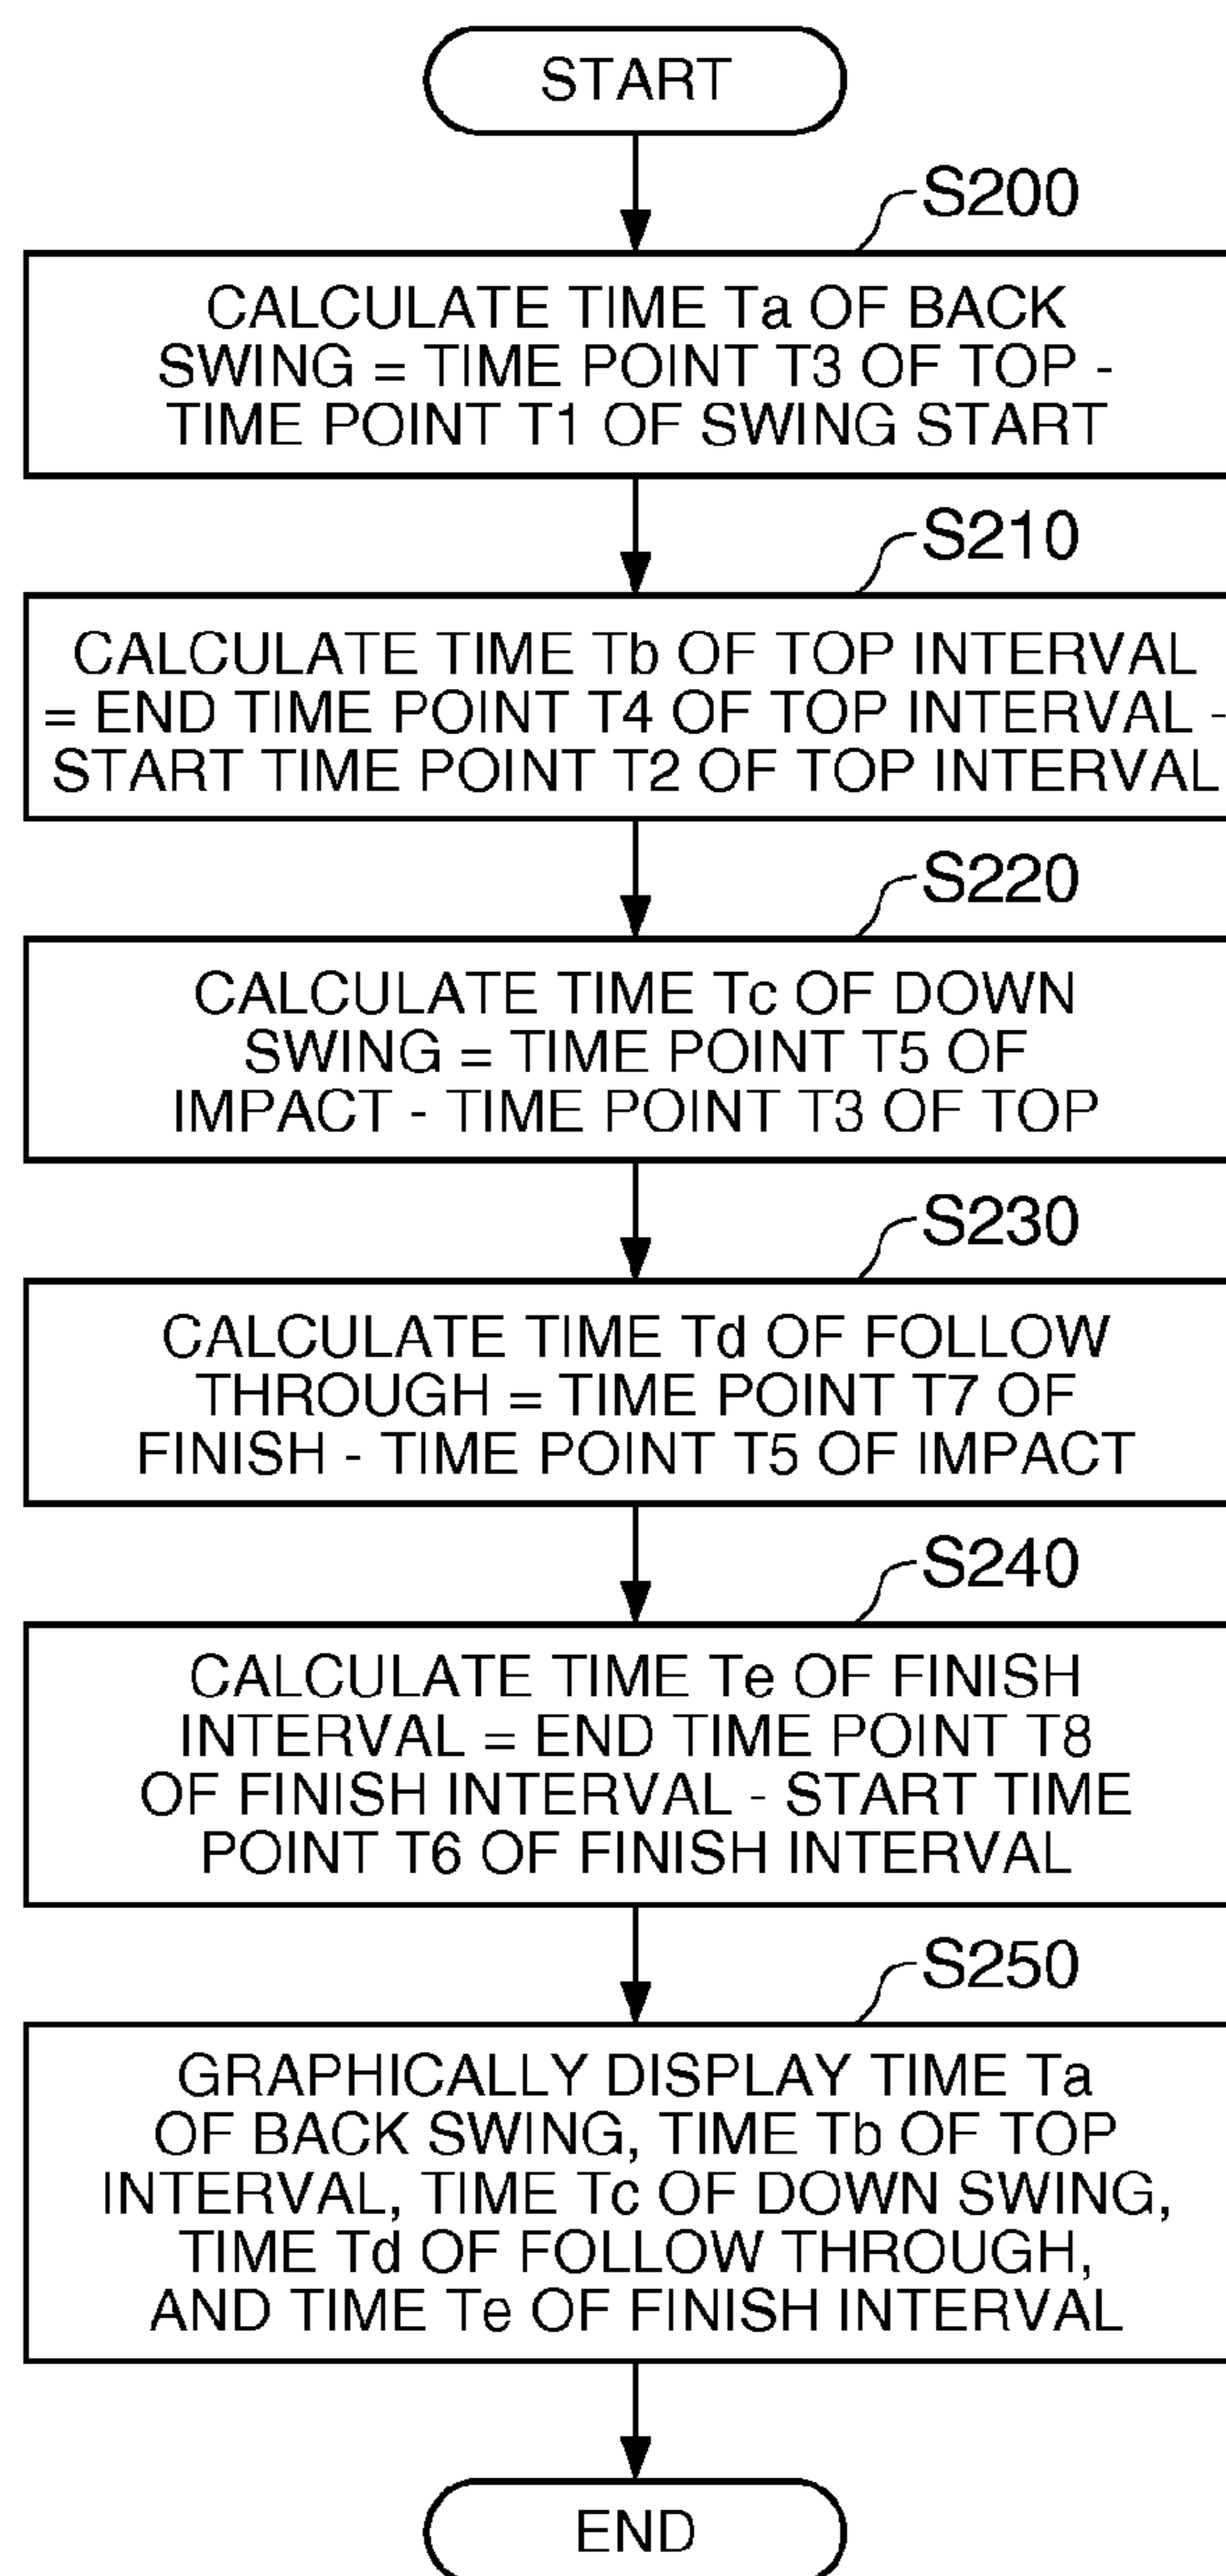 START
S200
CALCULATE TIME Ta OF BACK
SWING = TIME POINT T3 OF TOP -
TIME POINT T1 OF SWING START
S210
CALCULATE TIME Tb OF TOP INTERVAL
= END TIME POINT T4 OF TOP INTERVAL -
START TIME POINT T2 OF TOP INTERVAL
S220
CALCULATE TIME Tc OF DOWN
SWING = TIME POINT T5 OF
IMPACT - TIME POINT T3 OF TOP
S230
CALCULATE TIME Td OF FOLLOW
THROUGH = TIME POINT T7 OF
FINISH - TIME POINT T5 OF IMPACT
S240
CALCULATE TIME Te OF FINISH
INTERVAL = END TIME POINT T8
OF FINISH INTERVAL - START TIME
POINT T6 OF FINISH INTERVAL
S250
GRAPHICALLY DISPLAY TIME Ta
OF BACK SWING, TIME Tb OF TOP
INTERVAL, TIME Tc OF DOWN SWING,
TIME Td OF FOLLOW THROUGH,
AND TIME Te OF FINISH INTERVAL
END